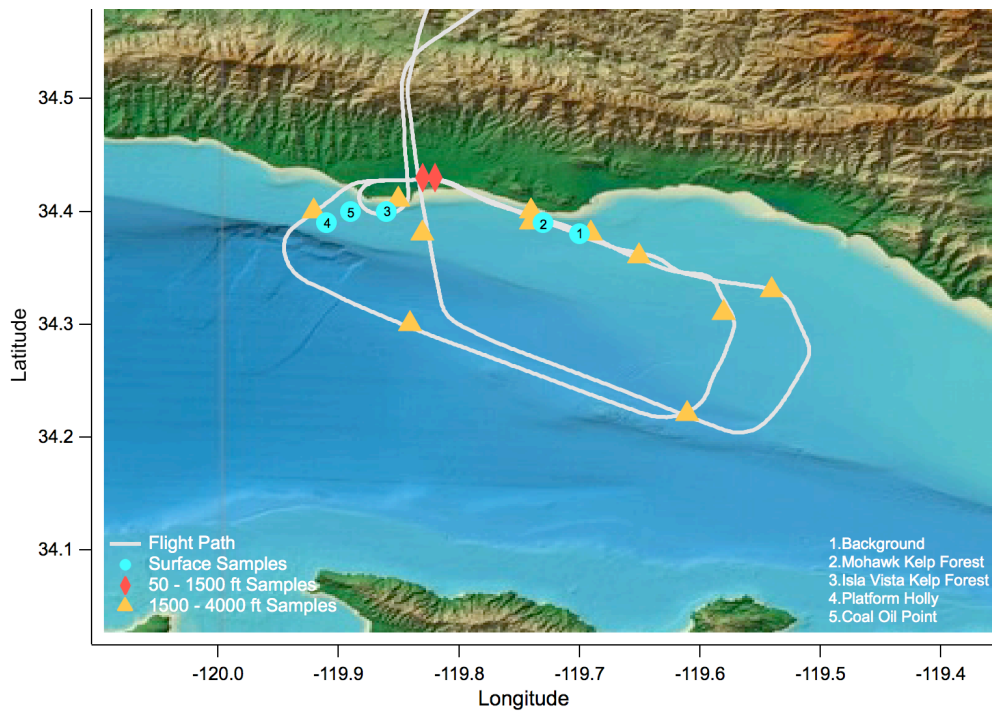 34.5
34.4
34.3
34.2
34.1
Latitude
4
5
3
2
1
Flight Path
Surface Samples
50 - 1500 ft Samples
1500 - 4000 ft Samples
1.Background
2.Mohawk Kelp Forest
3.Isla Vista Kelp Forest
4.Platform Holly
5.Coal Oil Point
-120.0 -119.9 -119.8 -119.7 -119.6 -119.5 -119.4
Longitude